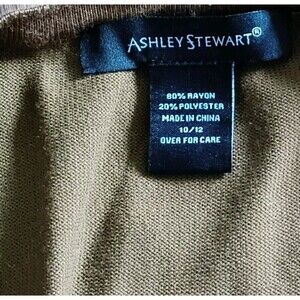 ASHLEY STEWART®
80% RAYON
20% POLYESTER
MADE IN CHINA
10/12
OVER FOR CARE